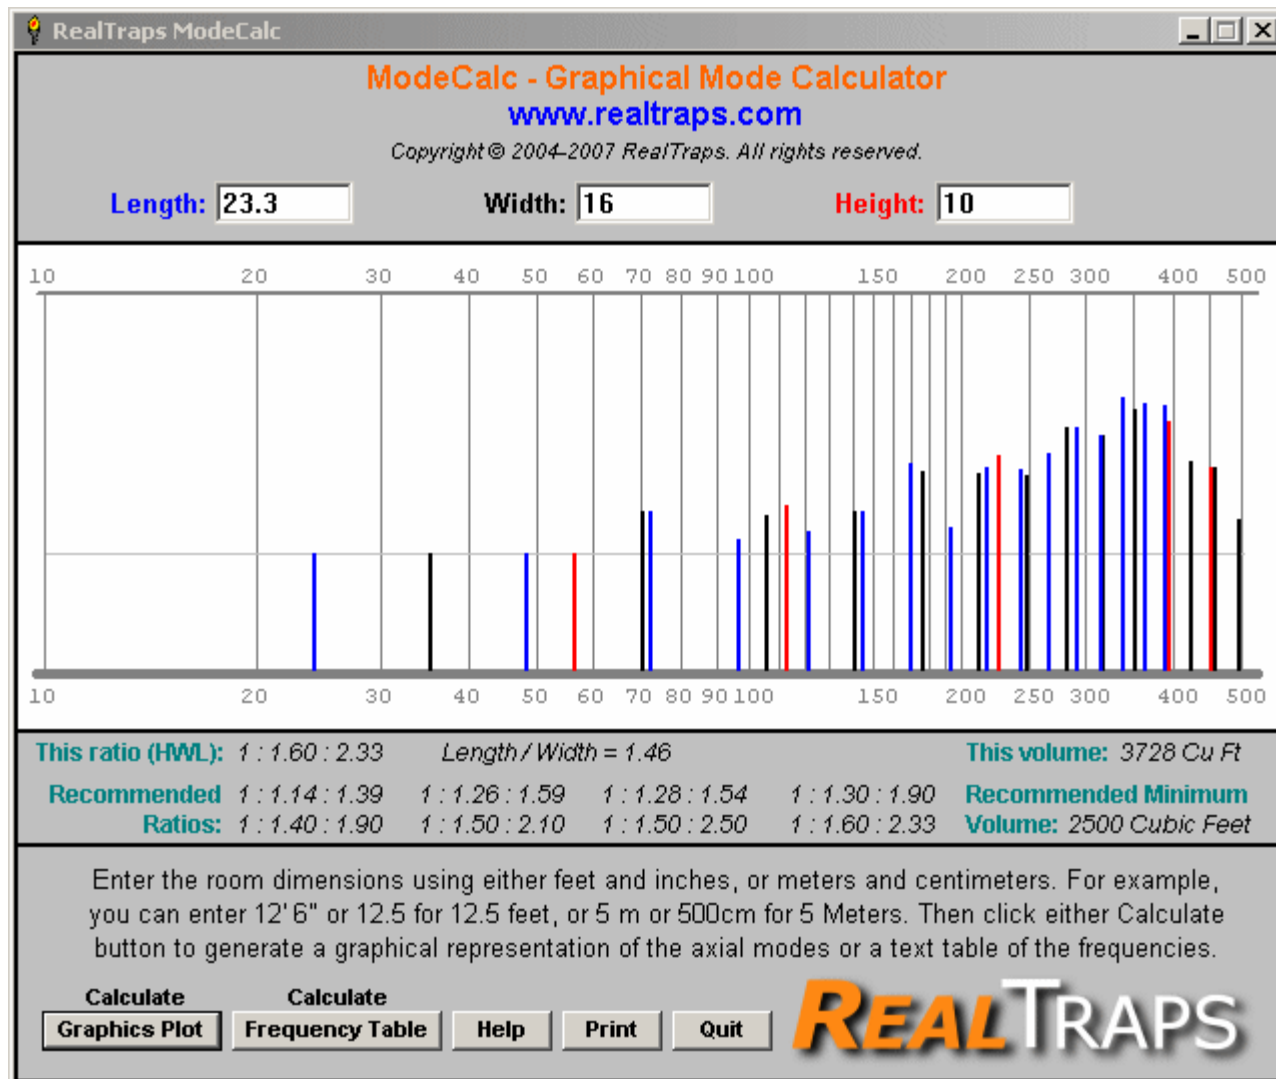 RealTraps ModeCalc
ModeCalc - Graphical Mode Calculator
www.realtraps.com
Copyright © 2004-2007 RealTraps. All rights reserved.
Length: 23.3 Width: 16 Height: 10
10 20 30 40 50 60 70 80 90 100 150 200 250 300 400 500
10 20 30 40 50 60 70 80 90 100 150 200 250 300 400 500
This ratio (HWL): 1 : 1.60 : 2.33 Length / Width = 1.46 This volume: 3728 Cu Ft
Recommended 1 : 1.14 : 1.39 1 : 1.26 : 1.59 1 : 1.28 : 1.54 1 : 1.30 : 1.90 Recommended Minimum
Ratios: 1 : 1.40 : 1.90 1 : 1.50 : 2.10 1 : 1.50 : 2.50 1 : 1.60 : 2.33 Volume: 2500 Cubic Feet
Enter the room dimensions using either feet and inches, or meters and centimeters. For example,
you can enter 12' 6" or 12.5 for 12.5 feet, or 5 m or 500cm for 5 Meters. Then click either Calculate
button to generate a graphical representation of the axial modes or a text table of the frequencies.
Calculate Calculate
Graphics Plot Frequency Table Help Print Quit
REALTRAPS